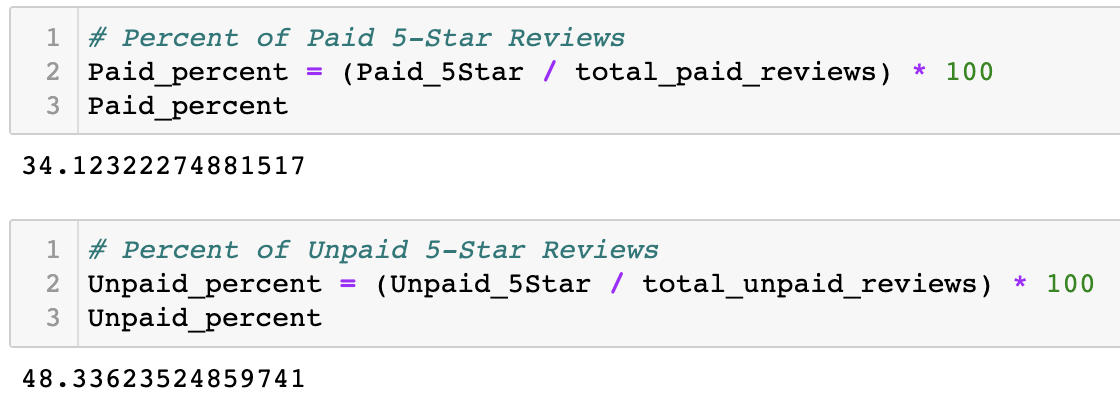 1 # Percent of Paid 5-Star Reviews
2 Paid_percent = (Paid_5Star / total_paid_reviews) * 100
3 Paid_percent
34.12322274881517
1 # Percent of Unpaid 5-Star Reviews
2 Unpaid_percent = (Unpaid_5Star / total_unpaid_reviews) * 100
3 Unpaid_percent
48.33623524859741